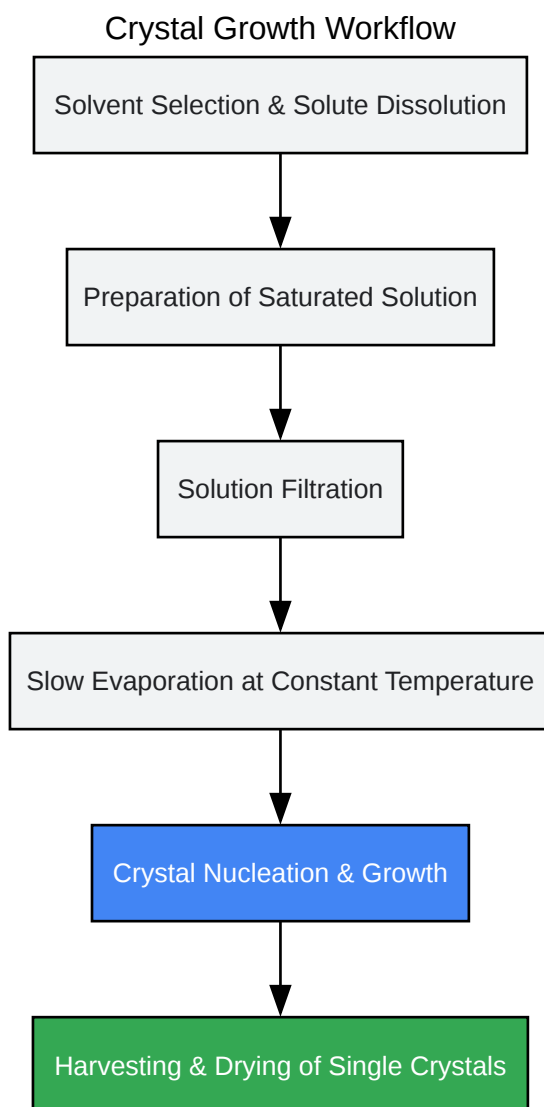 Crystal Growth Workflow
Solvent Selection & Solute Dissolution
Preparation of Saturated Solution
Solution Filtration
Slow Evaporation at Constant Temperature
Crystal Nucleation & Growth
Harvesting & Drying of Single Crystals